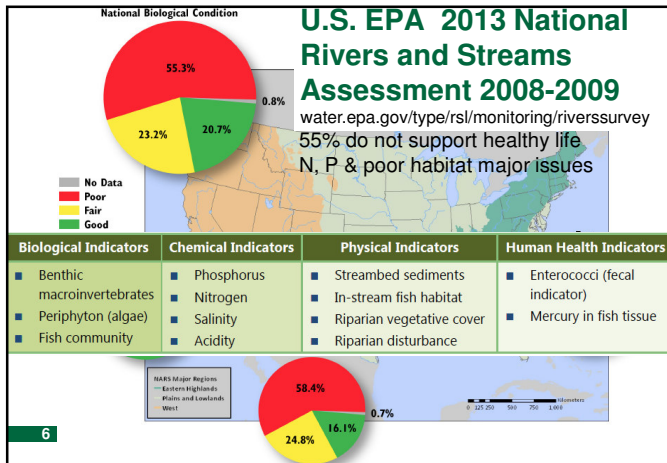 National Biological Condition
55.3%
0.8%
23.2%
20.7%
No Data
Poor
Fair
Good
U.S. EPA 2013 National
Rivers and Streams
Assessment 2008-2009
water.epa.gov/type/rsl/monitoring/riverssurvey
55% do not support healthy life
N, P & poor habitat major issues
Biological Indicators
Benthic
macroinvertebrates
Periphyton (algae)
Fish community
Chemical Indicators
Phosphorus
Nitrogen
Salinity
Acidity
Physical Indicators
Streambed sediments
In-stream fish habitat
Riparian vegetative cover
Riparian disturbance
Human Health Indicators
Enterococci (fecal
indicator)
Mercury in fish tissue
NARS Major Regions
Eastern Highlands
Plains and Lowlands
West
58.4%
0.7%
24.8%
16.1%
Kilometers
0 125 250 500 750 1,000
6